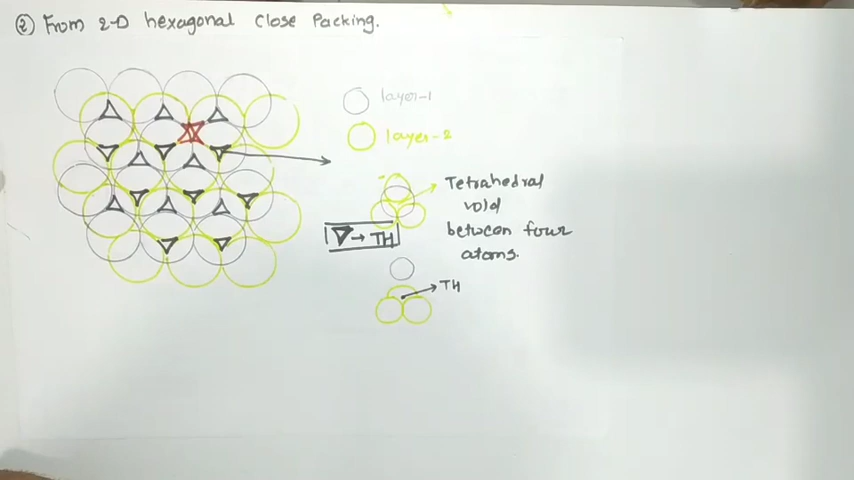 ② From 2-D hexagonal Close Packing.
layer-1
layer-2
Tetrahedral
void
between four
atoms.
▽ → TH
TH